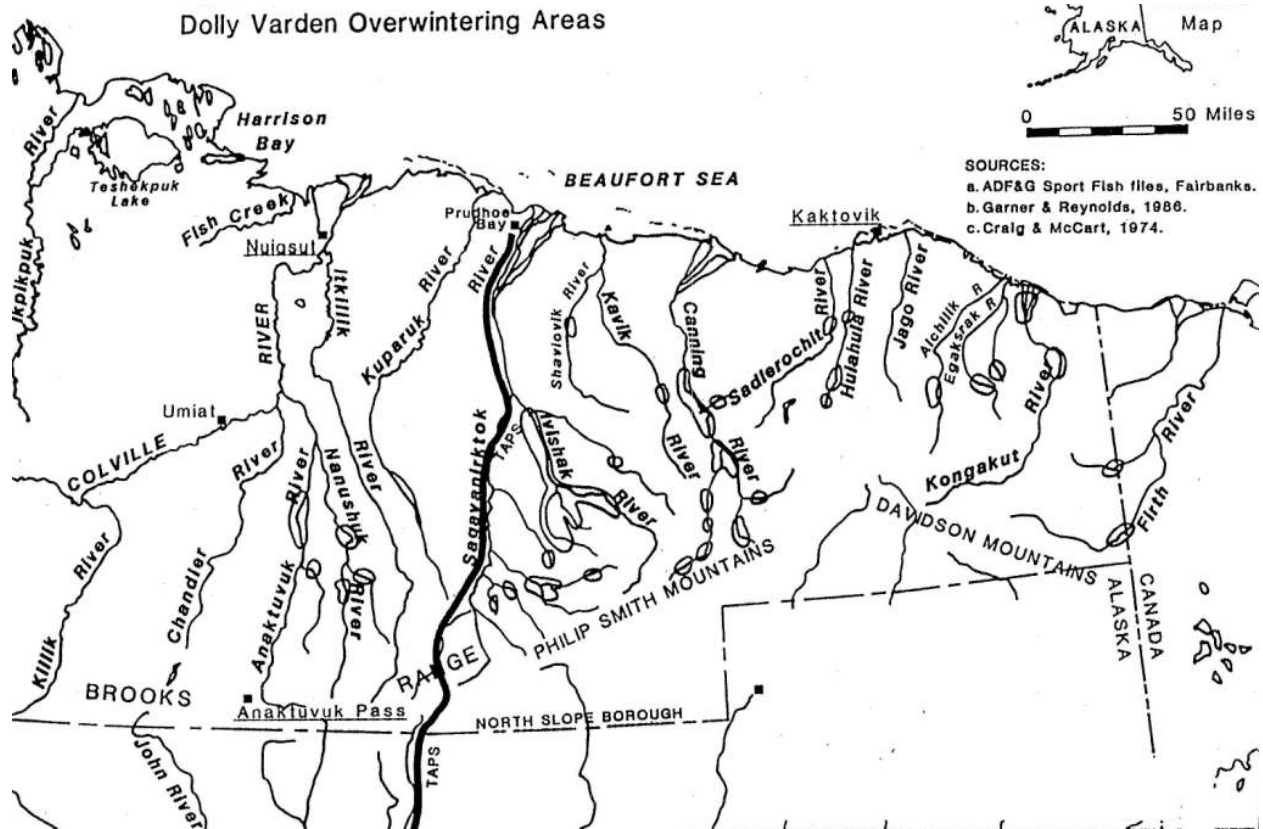 Dolly Varden Overwintering Areas
ALASKA
Map
0
50 Miles
SOURCES:
a. ADF&G Sport Fish files, Fairbanks.
b. Garner & Reynolds, 1986.
c. Craig & McCart, 1974.
River
Harrison
Bay
Teshekpuk
Lake
BEAUFORT SEA
Fish Creek
Prudhoe
Bay
Kaktovik
Nuiqsut
Ikpikpuk
Itkillik
River
RIVER
River
Kuparuk
River
Shaviovik
River
Kavik
River
Canning
River
Sadlerochit
River
Hulahula River
Jago River
Aichilik R
Egaksrak R
River
Kongakut
River
Firth
Umiat
COLVILLE
River
Killik
River
Chandler
River
Anaktuvuk
Nanushuk
River
River
Sagavanirktok
TAPS
Ivishak
River
DAVIDSON MOUNTAINS
PHILIP SMITH MOUNTAINS
ALASKA
CANADA
BROOKS
RANGE
Anaktuvuk Pass
NORTH SLOPE BOROUGH
John River
TAPS